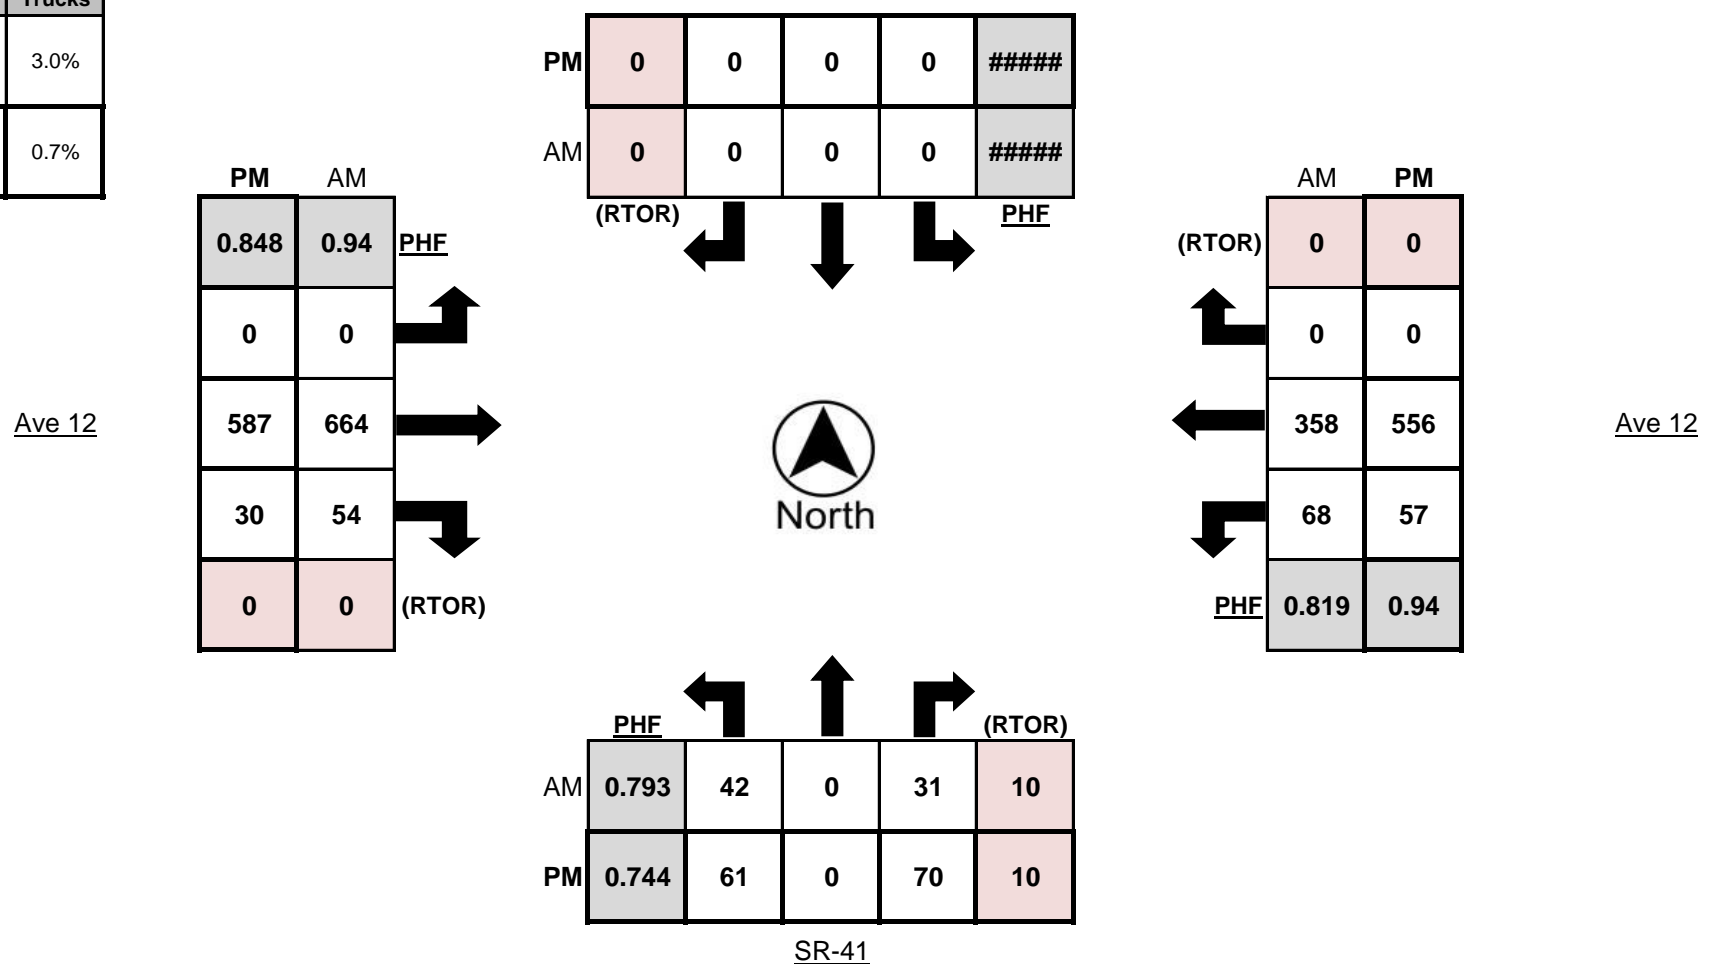 Trucks
3.0%
0.7%
PM 0 0 0 0 #####
AM 0 0 0 0 #####
(RTOR) PHF
PM AM
0.848 0.94 PHF
0 0
587 664
30 54
0 0 (RTOR)
Ave 12
North
AM PM
(RTOR) 0 0
0 0
358 556
68 57
PHF 0.819 0.94
Ave 12
PHF (RTOR)
AM 0.793 42 0 31 10
PM 0.744 61 0 70 10
SR-41